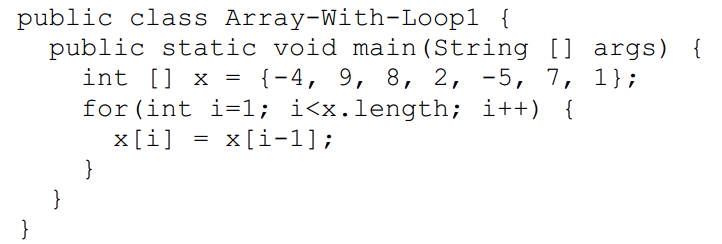 public class Array-With-Loop1 {
  public static void main(String [] args) {
    int [] x = {-4, 9, 8, 2, -5, 7, 1};
    for(int i=1; i<x.length; i++) {
      x[i] = x[i-1];
    }
  }
}